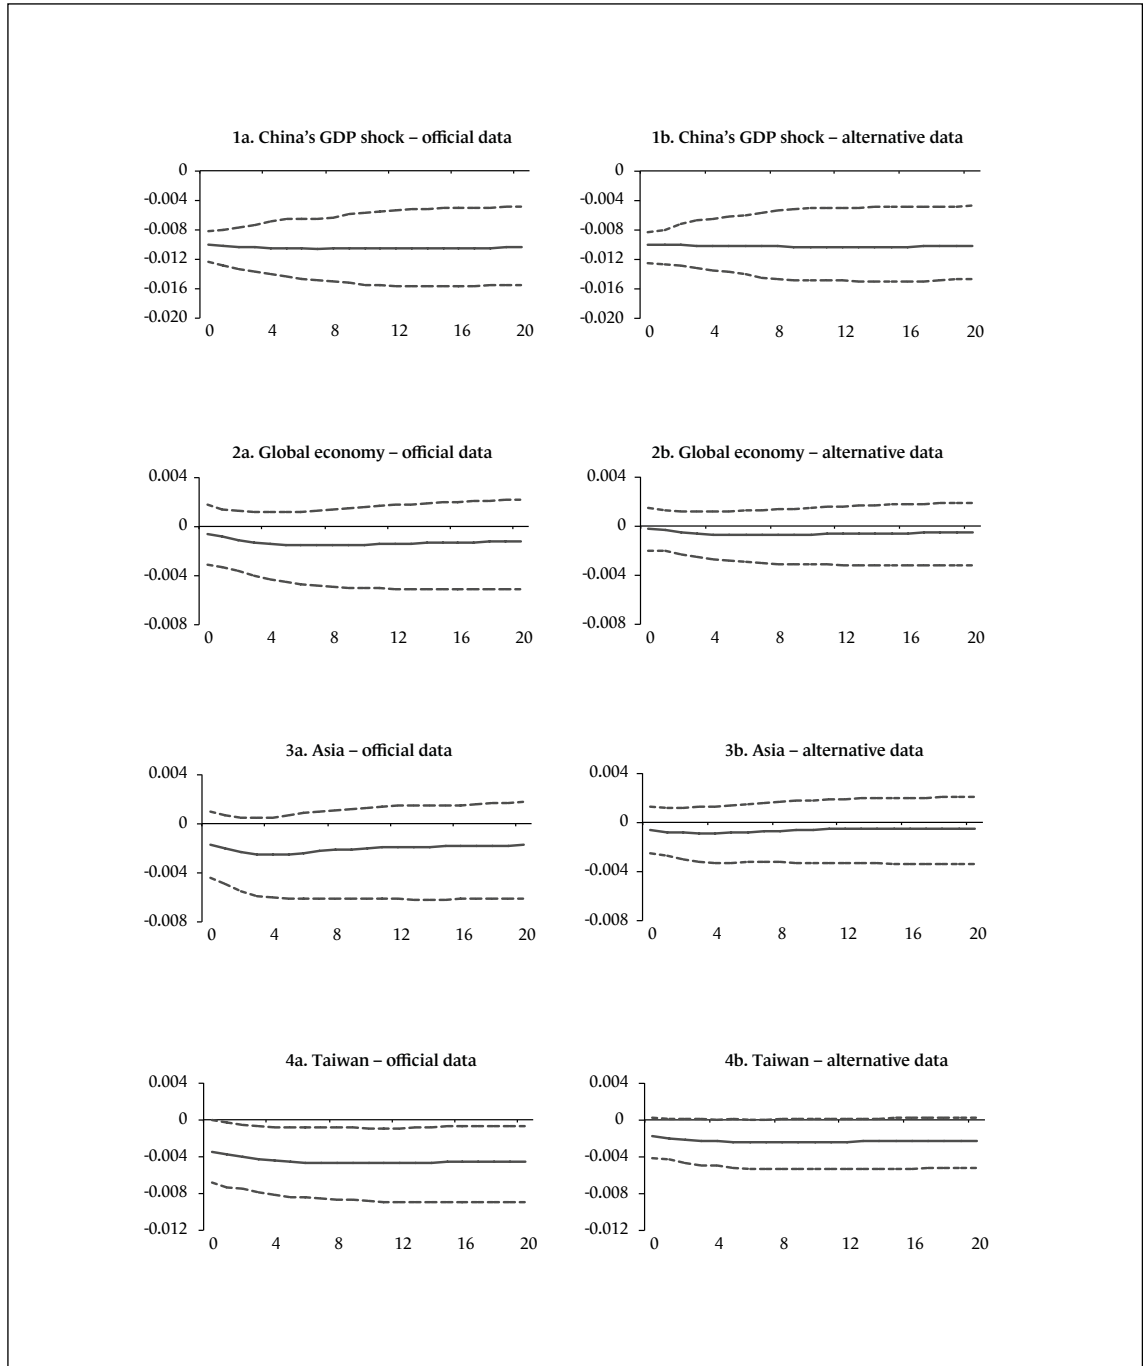 1a. China's GDP shock – official data
0
-0.004
-0.008
-0.012
-0.016
-0.020
0 4 8 12 16 20
1b. China's GDP shock – alternative data
0
-0.004
-0.008
-0.012
-0.016
-0.020
0 4 8 12 16 20
2a. Global economy – official data
0.004
0
-0.004
-0.008
0 4 8 12 16 20
2b. Global economy – alternative data
0.004
0
-0.004
-0.008
0 4 8 12 16 20
3a. Asia – official data
0.004
0
-0.004
-0.008
0 4 8 12 16 20
3b. Asia – alternative data
0.004
0
-0.004
-0.008
0 4 8 12 16 20
4a. Taiwan – official data
0.004
0
-0.004
-0.008
-0.012
0 4 8 12 16 20
4b. Taiwan – alternative data
0.004
0
-0.004
-0.008
-0.012
0 4 8 12 16 20